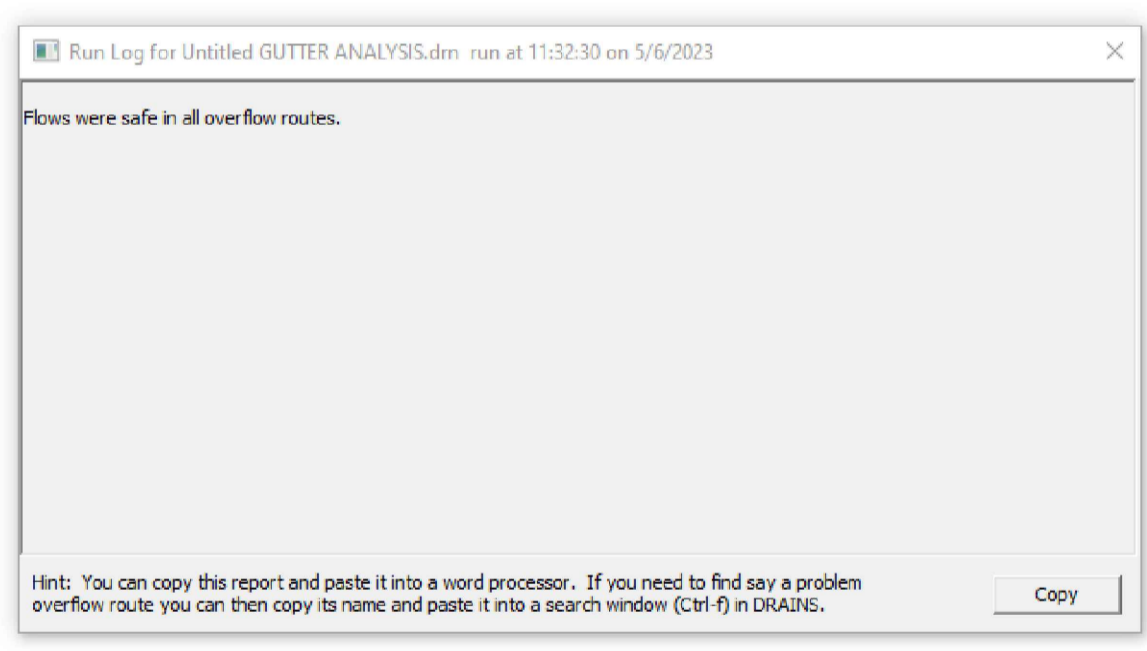 Run Log for Untitled GUTTER ANALYSIS.drn run at 11:32:30 on 5/6/2023
Flows were safe in all overflow routes.
Hint: You can copy this report and paste it into a word processor. If you need to find say a problem
overflow route you can then copy its name and paste it into a search window (Ctrl-f) in DRAINS.
Copy